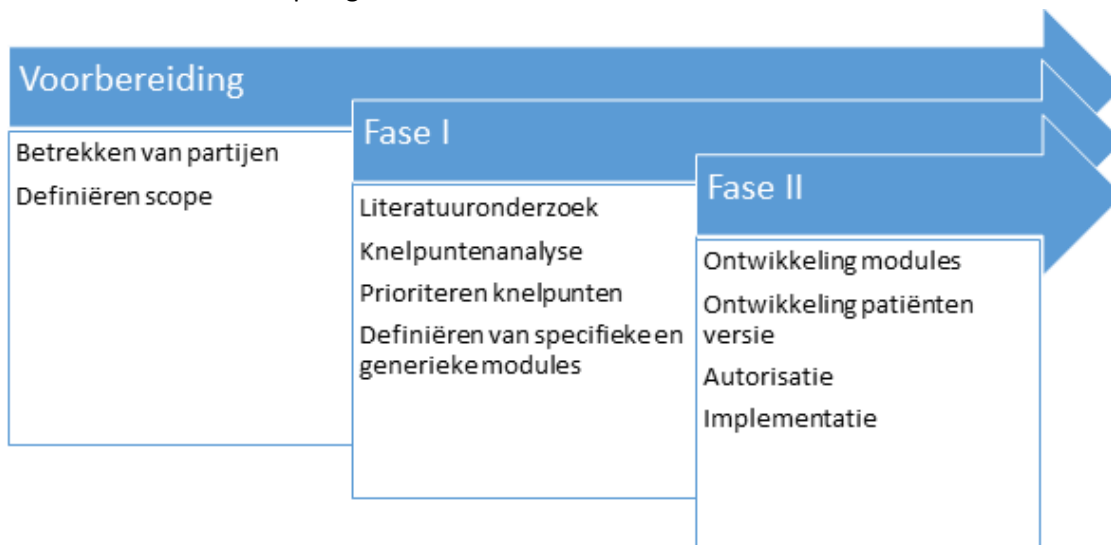 Voorbereiding
Betrekken van partijen
Definiëren scope
Fase I
Literatuuronderzoek
Knelpuntenanalyse
Prioriteren knelpunten
Definiëren van specifieke en
generieke modules
Fase II
Ontwikkeling modules
Ontwikkeling patiënten
versie
Autorisatie
Implementatie